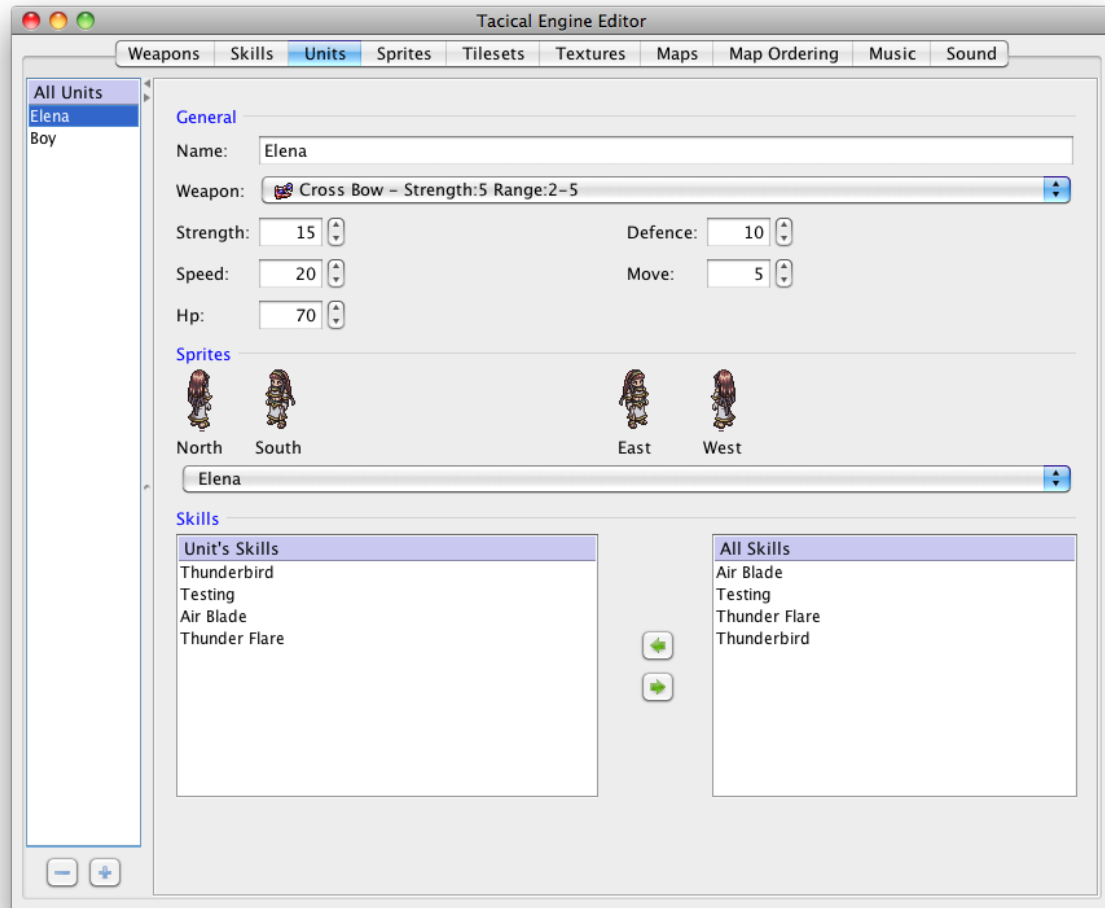 Tacical Engine Editor
Weapons Skills Units Sprites Tilesets Textures Maps Map Ordering Music Sound
All Units
Elena
Boy
General
Name: Elena
Weapon: Cross Bow – Strength:5 Range:2–5
Strength: 15 Defence: 10
Speed: 20 Move: 5
Hp: 70
Sprites
North South East West
Elena
Skills
Unit's Skills
Thunderbird
Testing
Air Blade
Thunder Flare
All Skills
Air Blade
Testing
Thunder Flare
Thunderbird